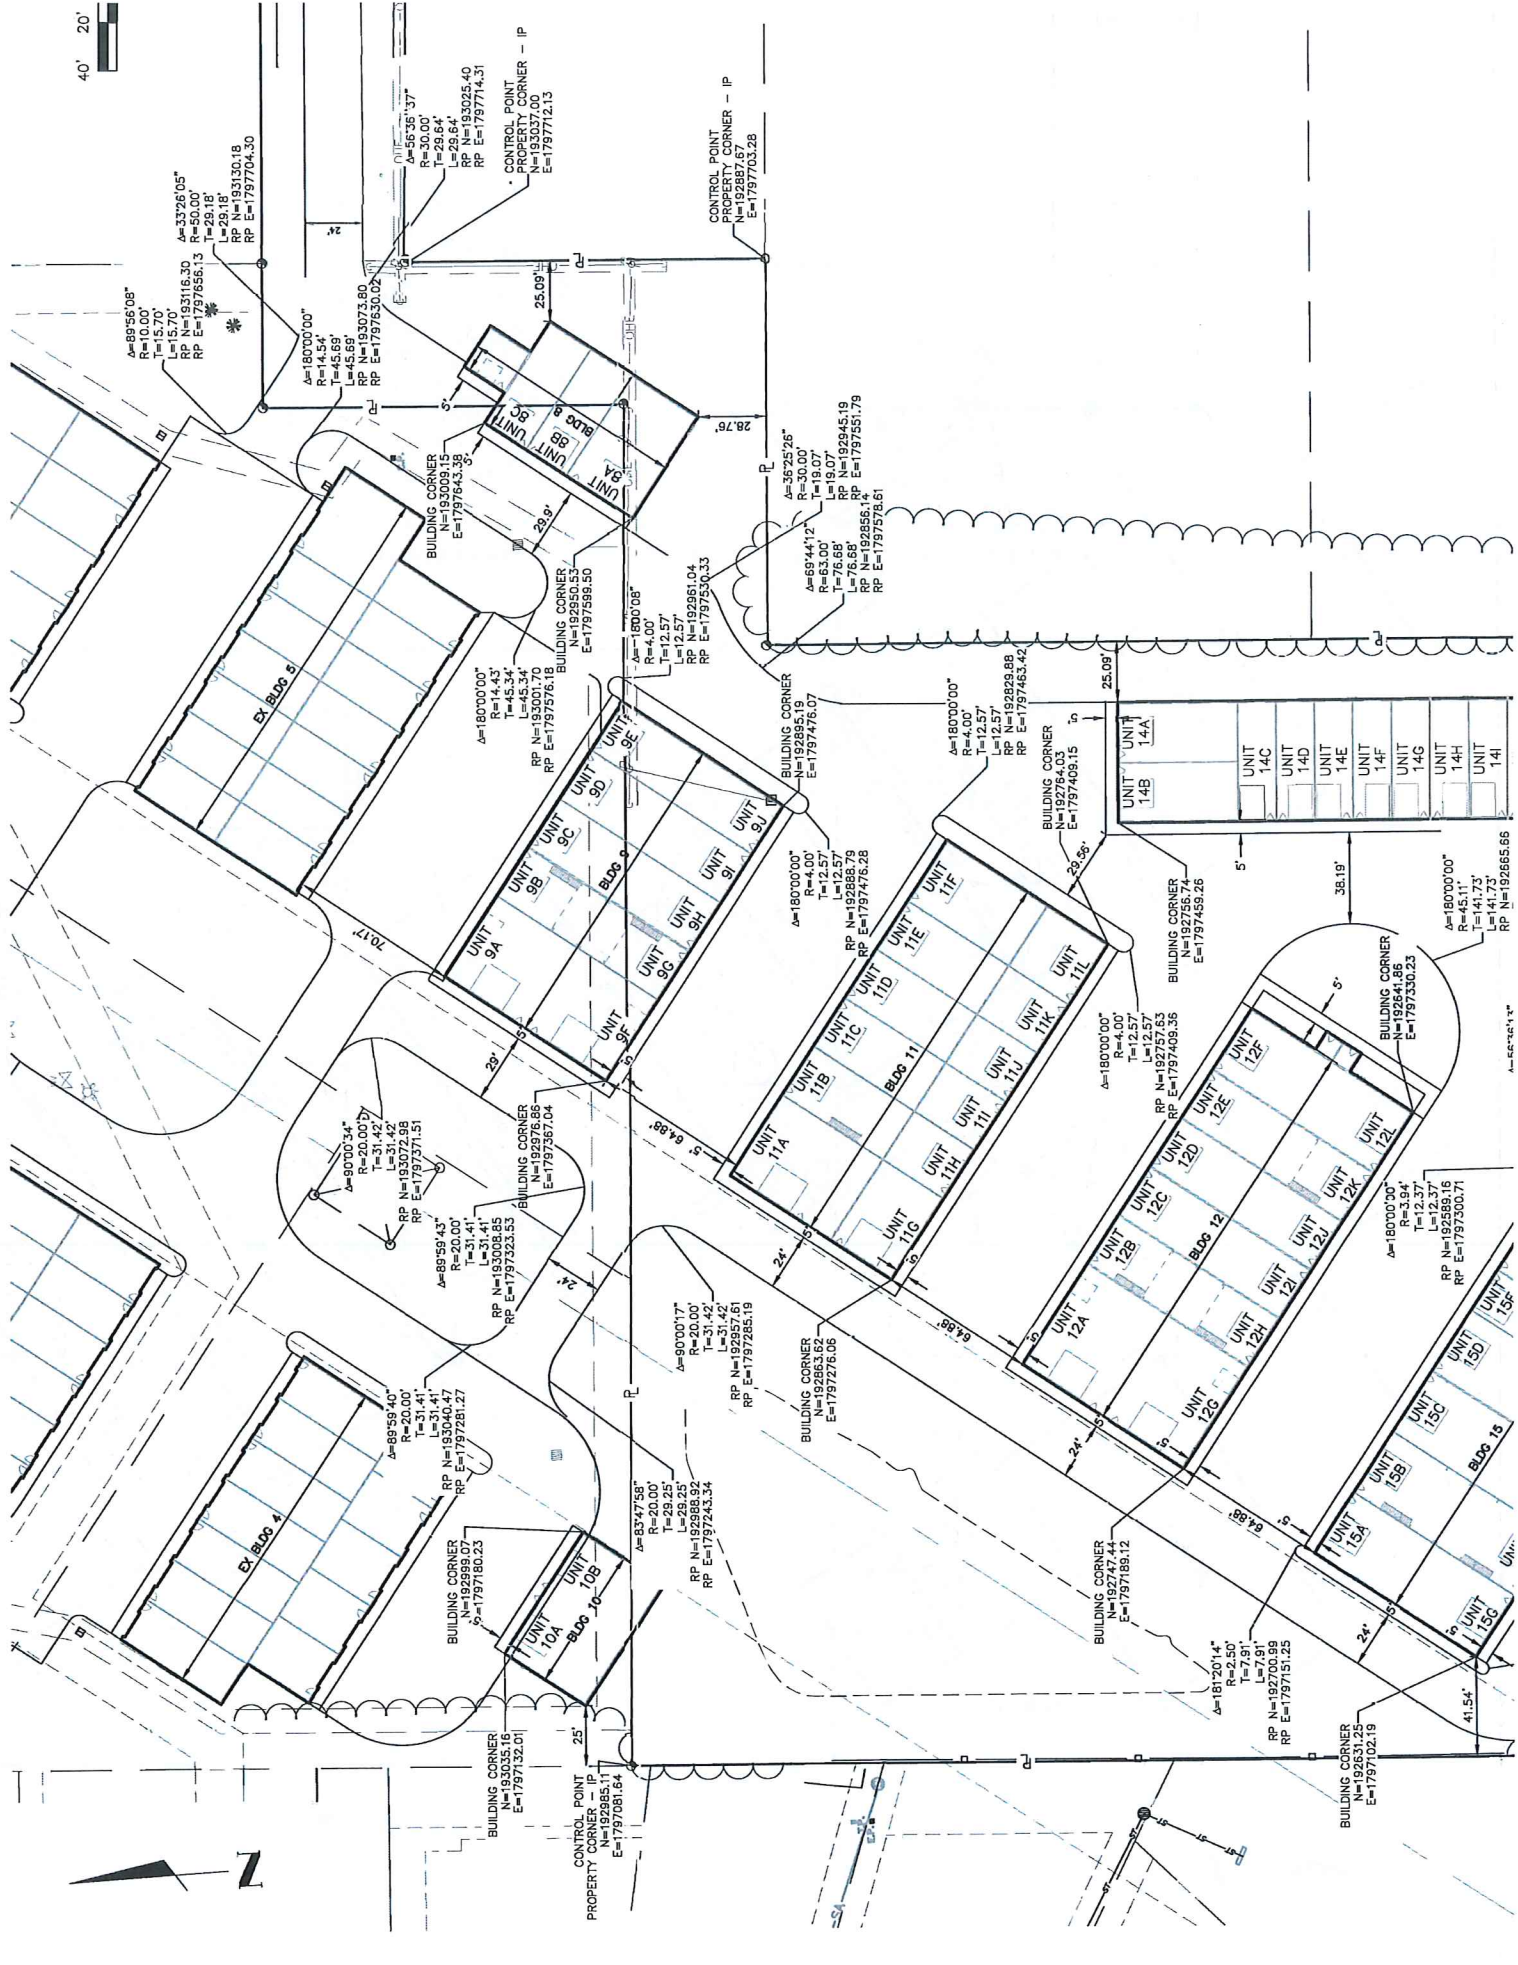 40'
20'
Δ=89°56'08"
R=10.00'
T=15.70'
L=15.70'
RP N=193116.30
RP E=1797656.13
Δ=33°26'05"
R=50.00'
T=29.18'
L=29.18'
RP N=193130.18
RP E=1797704.30
Δ=180°00'00"
R=14.54'
T=45.69'
L=45.69'
RP N=193073.80
RP E=1797630.02
24'
Δ=56°36'37"
R=30.00'
T=29.64'
L=29.64'
RP N=193025.40
RP E=1797714.31
CONTROL POINT
PROPERTY CORNER - IP
N=193037.00
E=1797712.13
CONTROL POINT
PROPERTY CORNER - IP
N=192887.67
E=1797703.28
25.09'
28.76'
OHE
5'
5'
UNIT
8C
UNIT
8B
UNIT
8A
BLDG 8
BUILDING CORNER
N=193009.15
E=1797643.38
29.9'
BUILDING CORNER
N=192950.53
E=1797599.50
Δ=36°25'26"
R=30.00'
T=19.07'
L=19.07'
RP N=192945.19
RP E=1797551.79
Δ=69°44'12"
R=63.00'
T=76.68'
L=76.68'
RP N=192856.14
RP E=1797578.61
EX BLDG 5
Δ=180°00'00"
R=14.43'
T=45.34'
L=45.34'
RP N=193001.70
RP E=1797576.18
Δ=180°00'08"
R=4.00'
T=12.57'
L=12.57'
RP N=192961.04
RP E=1797530.33
70.17'
UNIT
9A
UNIT
9B
UNIT
9C
UNIT
9D
UNIT
9E
BLDG 9
UNIT
9F
UNIT
9G
UNIT
9H
UNIT
9I
UNIT
9J
BUILDING CORNER
N=192895.19
E=1797476.07
Δ=180°00'00"
R=4.00'
T=12.57'
L=12.57'
RP N=192888.79
RP E=1797476.28
29'
5'
5'
BUILDING CORNER
N=192976.86
E=1797367.04
Δ=180°00'00"
R=4.00'
T=12.57'
L=12.57'
RP N=192829.88
RP E=1797463.42
BUILDING CORNER
N=192764.03
E=1797409.15
25.09'
5'
UNIT
14A
UNIT
14B
UNIT
14C
UNIT
14D
UNIT
14E
UNIT
14F
UNIT
14G
UNIT
14H
UNIT
14I
29.56'
5'
38.19'
BUILDING CORNER
N=192756.74
E=1797459.26
Δ=180°00'00"
R=45.11'
T=141.73'
L=141.73'
RP N=192665.66
Δ=90°00'34"
R=20.00'
T=31.42'
L=31.42'
RP N=193072.98
RP E=1797371.51
Δ=89°59'43"
R=20.00'
T=31.41'
L=31.41'
RP N=193008.85
RP E=1797323.53
24'
64.88'
5'
UNIT
11A
UNIT
11B
UNIT
11C
UNIT
11D
UNIT
11E
UNIT
11F
BLDG 11
UNIT
11G
UNIT
11H
UNIT
11I
UNIT
11J
UNIT
11K
UNIT
11L
Δ=180°00'00"
R=4.00'
T=12.57'
L=12.57'
RP N=192757.63
RP E=1797409.36
24'
5'
5'
Δ=90°00'17"
R=20.00'
T=31.42'
L=31.42'
RP N=192957.61
RP E=1797285.19
BUILDING CORNER
N=192863.62
E=1797276.06
64.88'
5'
UNIT
12A
UNIT
12B
UNIT
12C
UNIT
12D
UNIT
12E
UNIT
12F
BLDG 12
UNIT
12G
UNIT
12H
UNIT
12I
UNIT
12J
UNIT
12K
UNIT
12L
5'
BUILDING CORNER
N=192641.86
E=1797330.23
Δ=180°00'00"
R=3.94'
T=12.37'
L=12.37'
RP N=192589.16
RP E=1797300.71
EX BLDG 4
Δ=89°59'40"
R=20.00'
T=31.41'
L=31.41'
RP N=193040.47
RP E=1797281.27
BUILDING CORNER
N=192999.07
E=1797180.23
5'
UNIT
10A
UNIT
10B
BLDG 10
Δ=83°47'58"
R=20.00'
T=29.25'
L=29.25'
RP N=192988.92
RP E=1797243.34
24'
5'
5'
BUILDING CORNER
N=192747.44
E=1797189.12
64.88'
5'
UNIT
15A
UNIT
15B
UNIT
15C
UNIT
15D
UNIT
15F
BLDG 15
UNIT
15G
24'
5'
5'
Δ=181°20'14"
R=2.50'
T=7.91'
L=7.91'
RP N=192700.99
RP E=1797151.25
41.54'
BUILDING CORNER
N=192631.25
E=1797102.19
BUILDING CORNER
N=193035.16
E=1797132.01
25'
CONTROL POINT
PROPERTY CORNER - IP
N=192985.11
E=1797081.64
N
SA